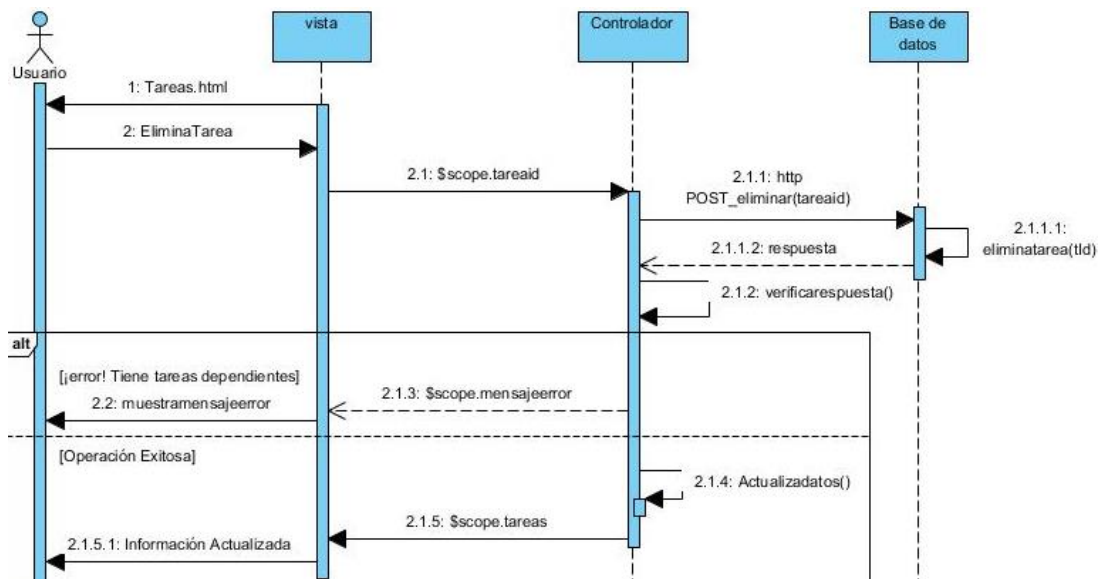 vista
Controlador
Base de
datos
Usuario
1: Tareas.html
2: EliminaTarea
2.1: $scope.tareaid
2.1.1: http
POST_eliminar(tareaid)
2.1.1.1:
eliminatarea(tId)
2.1.1.2: respuesta
2.1.2: verificarespuesta()
alt
[¡error! Tiene tareas dependientes]
2.1.3: $scope.mensajeerror
2.2: muestramensajeerror
[Operación Exitosa]
2.1.4: Actualizadatos()
2.1.5: $scope.tareas
2.1.5.1: Información Actualizada